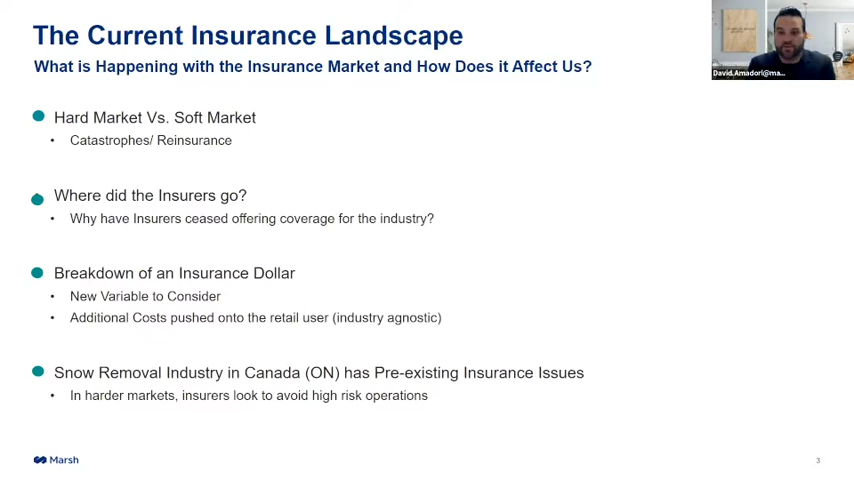 The Current Insurance Landscape
What is Happening with the Insurance Market and How Does it Affect Us?
David.Amadori@ma...
Hard Market Vs. Soft Market
• Catastrophes/ Reinsurance
Where did the Insurers go?
• Why have Insurers ceased offering coverage for the industry?
Breakdown of an Insurance Dollar
• New Variable to Consider
• Additional Costs pushed onto the retail user (industry agnostic)
Snow Removal Industry in Canada (ON) has Pre-existing Insurance Issues
• In harder markets, insurers look to avoid high risk operations
Marsh
3